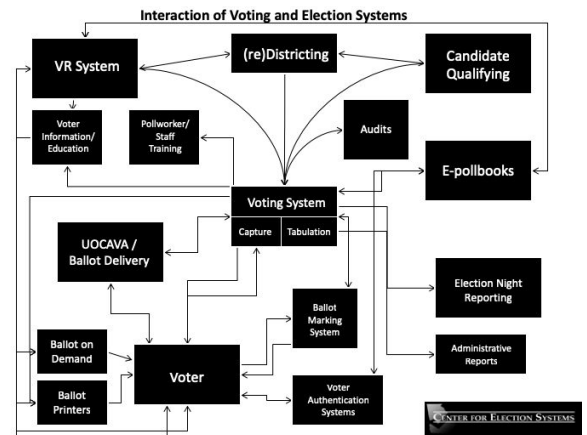 Interaction of Voting and Election Systems
VR System
(re)Districting
Candidate
Qualifying
Voter
Information/
Education
Pollworker/
Staff
Training
Audits
E-pollbooks
Voting System
Capture
Tabulation
UOCAVA /
Ballot Delivery
Election Night
Reporting
Ballot
Marking
System
Ballot on
Demand
Voter
Administrative
Reports
Ballot
Printers
Voter
Authentication
Systems
CENTER FOR ELECTION SYSTEMS